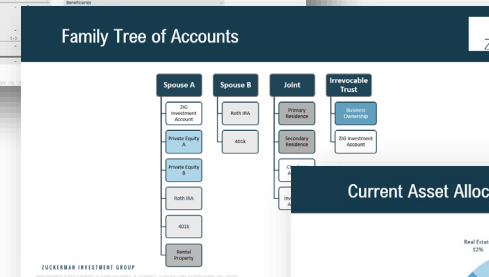 Beneficiaries
Family Tree of Accounts
Spouse A
Spouse B
Joint
Irrevocable
Trust
ZIG
Investment
Account
Roth IRA
Primary
Residence
Business
Ownership
Private Equity
A
401k
Secondary
Residence
ZIG Investment
Account
Private Equity
B
Roth IRA
401k
Rental
Property
Current Asset Alloc
Real Estat
12%
ZUCKERMAN INVESTMENT GROUP